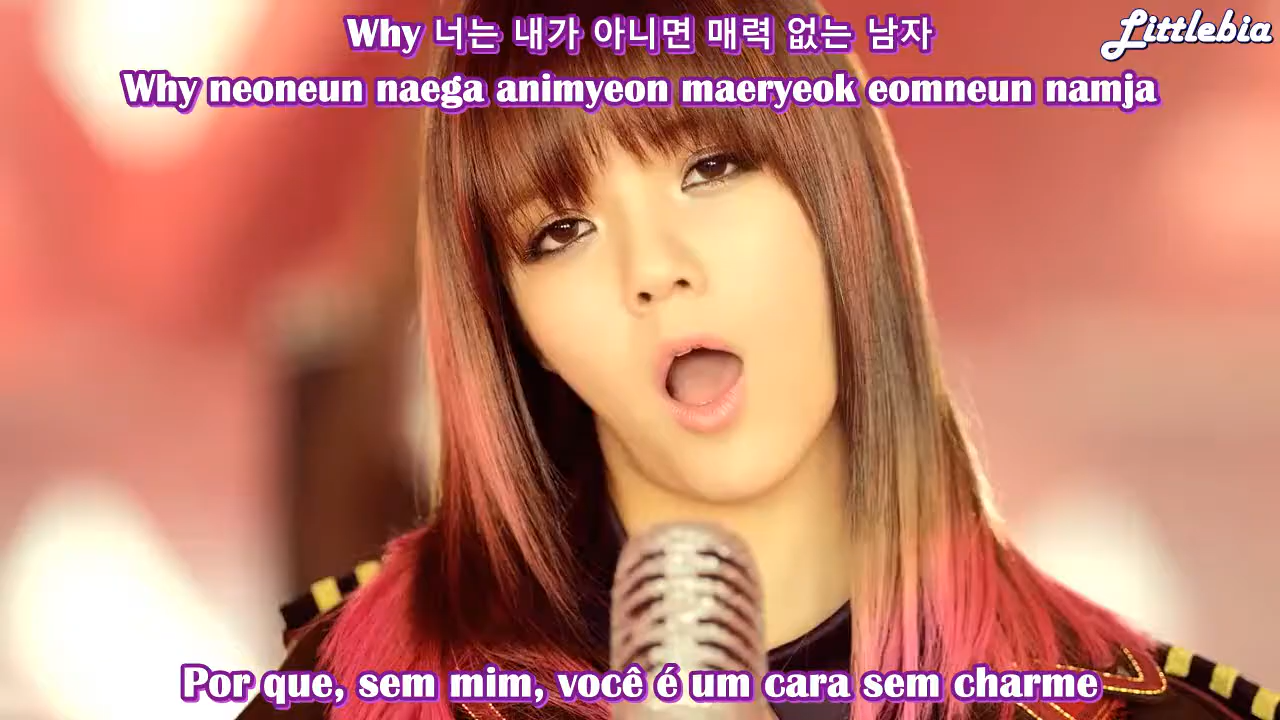 Why 너는 내가 아니면 매력 없는 남자
Littlebia
Why neoneun naega animyeon maeryeok eomneun namja
Por que, sem mim, você é um cara sem charme